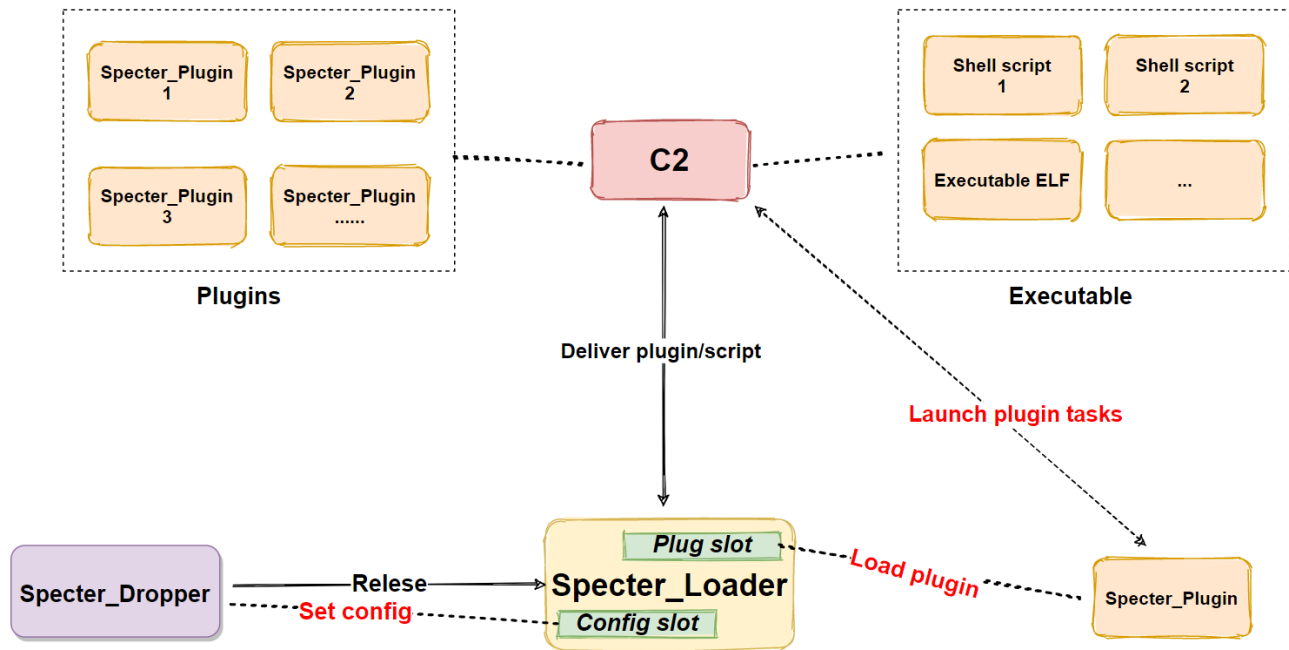 Specter_Plugin
1
Specter_Plugin
2
Specter_Plugin
3
Specter_Plugin
......
Plugins
C2
Shell script
1
Shell script
2
Executable ELF
...
Executable
Deliver plugin/script
Launch plugin tasks
Specter_Dropper
Relese
Set config
Plug slot
Specter_Loader
Config slot
Load plugin
Specter_Plugin